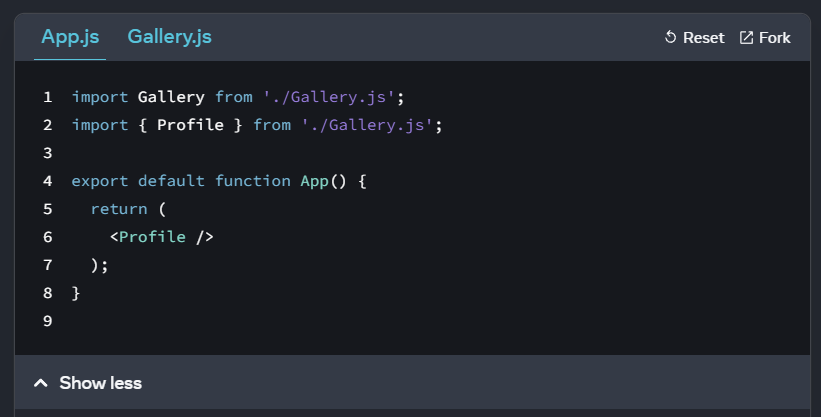 App.js Gallery.js Reset Fork
1 import Gallery from './Gallery.js';
2 import { Profile } from './Gallery.js';
3
4 export default function App() {
5   return (
6     <Profile />
7   );
8 }
9
Show less